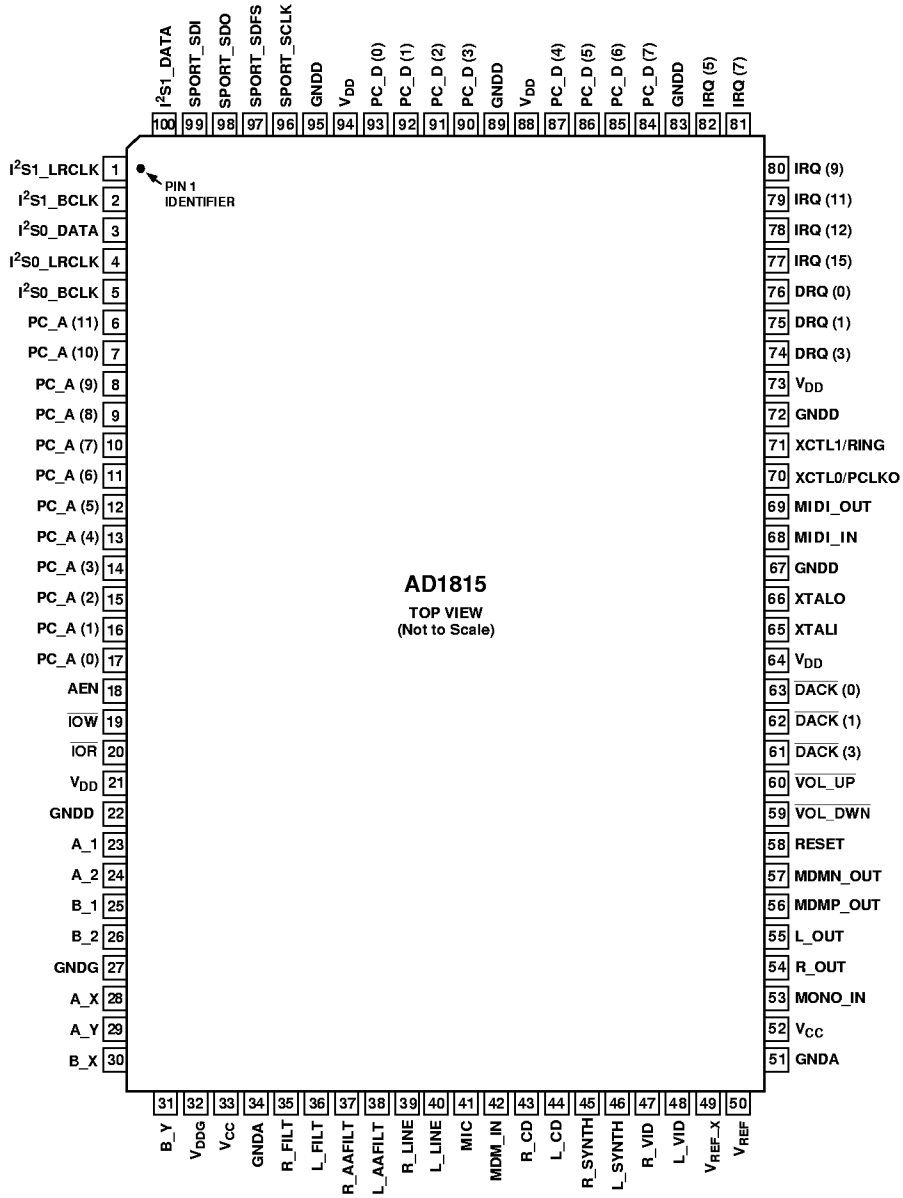 I²S1_DATA
SPORT_SDI
SPORT_SDO
SPORT_SDFS
SPORT_SCLK
GNDD
VDD
PC_D (0)
PC_D (1)
PC_D (2)
PC_D (3)
GNDD
VDD
PC_D (4)
PC_D (5)
PC_D (6)
PC_D (7)
GNDD
IRQ (5)
IRQ (7)
100 99 98 97 96 95 94 93 92 91 90 89 88 87 86 85 84 83 82 81
I²S1_LRCLK 1
I²S1_BCLK 2
I²S0_DATA 3
I²S0_LRCLK 4
I²S0_BCLK 5
PC_A (11) 6
PC_A (10) 7
PC_A (9) 8
PC_A (8) 9
PC_A (7) 10
PC_A (6) 11
PC_A (5) 12
PC_A (4) 13
PC_A (3) 14
PC_A (2) 15
PC_A (1) 16
PC_A (0) 17
AEN 18
IOW 19
IOR 20
VDD 21
GNDD 22
A_1 23
A_2 24
B_1 25
B_2 26
GNDG 27
A_X 28
A_Y 29
B_X 30
PIN 1
IDENTIFIER
AD1815
TOP VIEW
(Not to Scale)
80 IRQ (9)
79 IRQ (11)
78 IRQ (12)
77 IRQ (15)
76 DRQ (0)
75 DRQ (1)
74 DRQ (3)
73 VDD
72 GNDD
71 XCTL1/RING
70 XCTL0/PCLKO
69 MIDI_OUT
68 MIDI_IN
67 GNDD
66 XTALO
65 XTALI
64 VDD
63 DACK (0)
62 DACK (1)
61 DACK (3)
60 VOL_UP
59 VOL_DWN
58 RESET
57 MDMN_OUT
56 MDMP_OUT
55 L_OUT
54 R_OUT
53 MONO_IN
52 VCC
51 GNDA
31 32 33 34 35 36 37 38 39 40 41 42 43 44 45 46 47 48 49 50
B_Y
VDDG
VCC
GNDA
R_FILT
L_FILT
R_AAFILT
L_AAFILT
R_LINE
L_LINE
MIC
MDM_IN
R_CD
L_CD
R_SYNTH
L_SYNTH
R_VID
L_VID
VREF_X
VREF